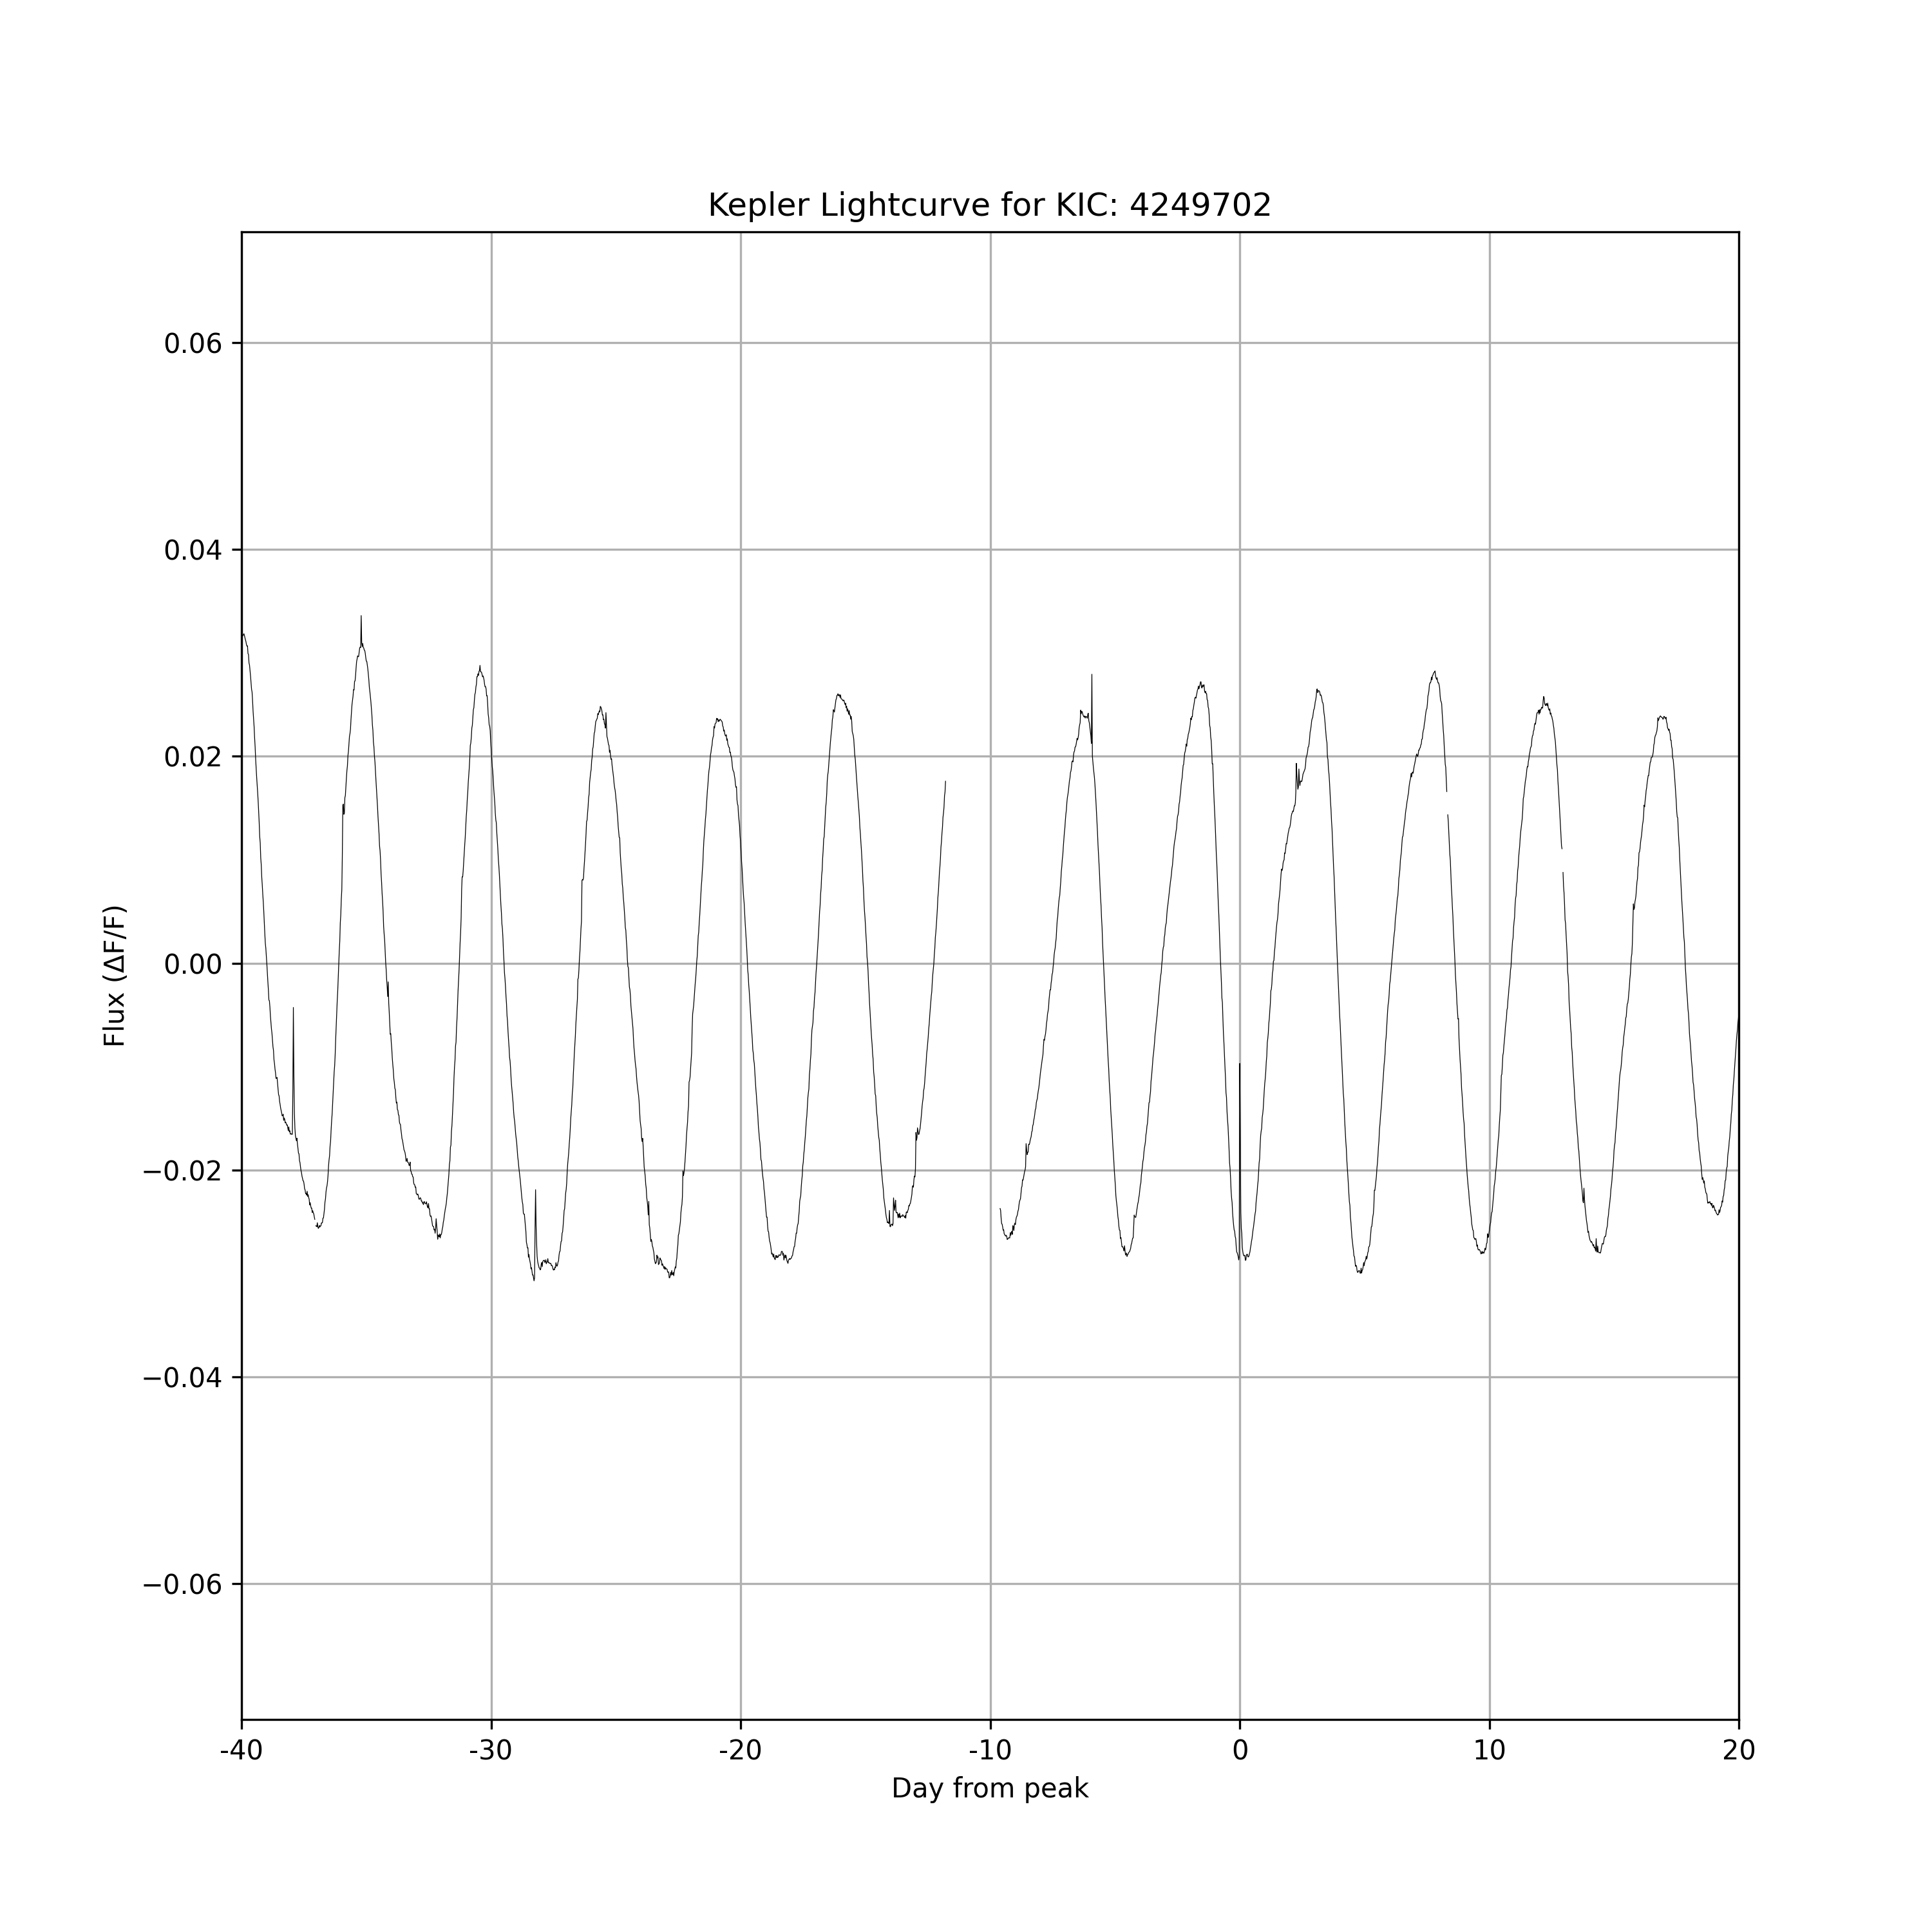 Kepler Lightcurve for KIC: 4249702
0.06
0.04
0.02
0.00
−0.02
−0.04
−0.06
Flux (ΔF/F)
-40 -30 -20 -10 0 10 20
Day from peak